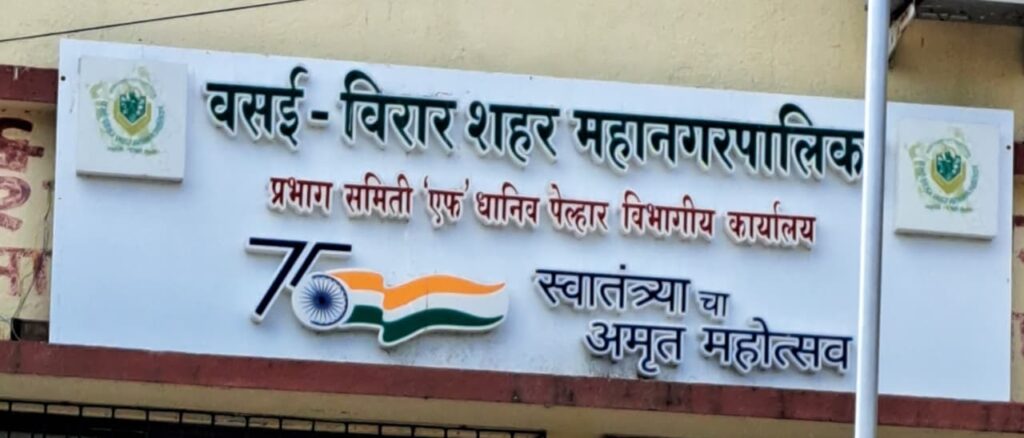 वसई - विरार शहर महानगरपालिक
प्रभाग समिती 'एफ' धानिव पेल्हार विभागीय कार्यालय
75
स्वातंत्र्या चा
अमृत महोत्सव